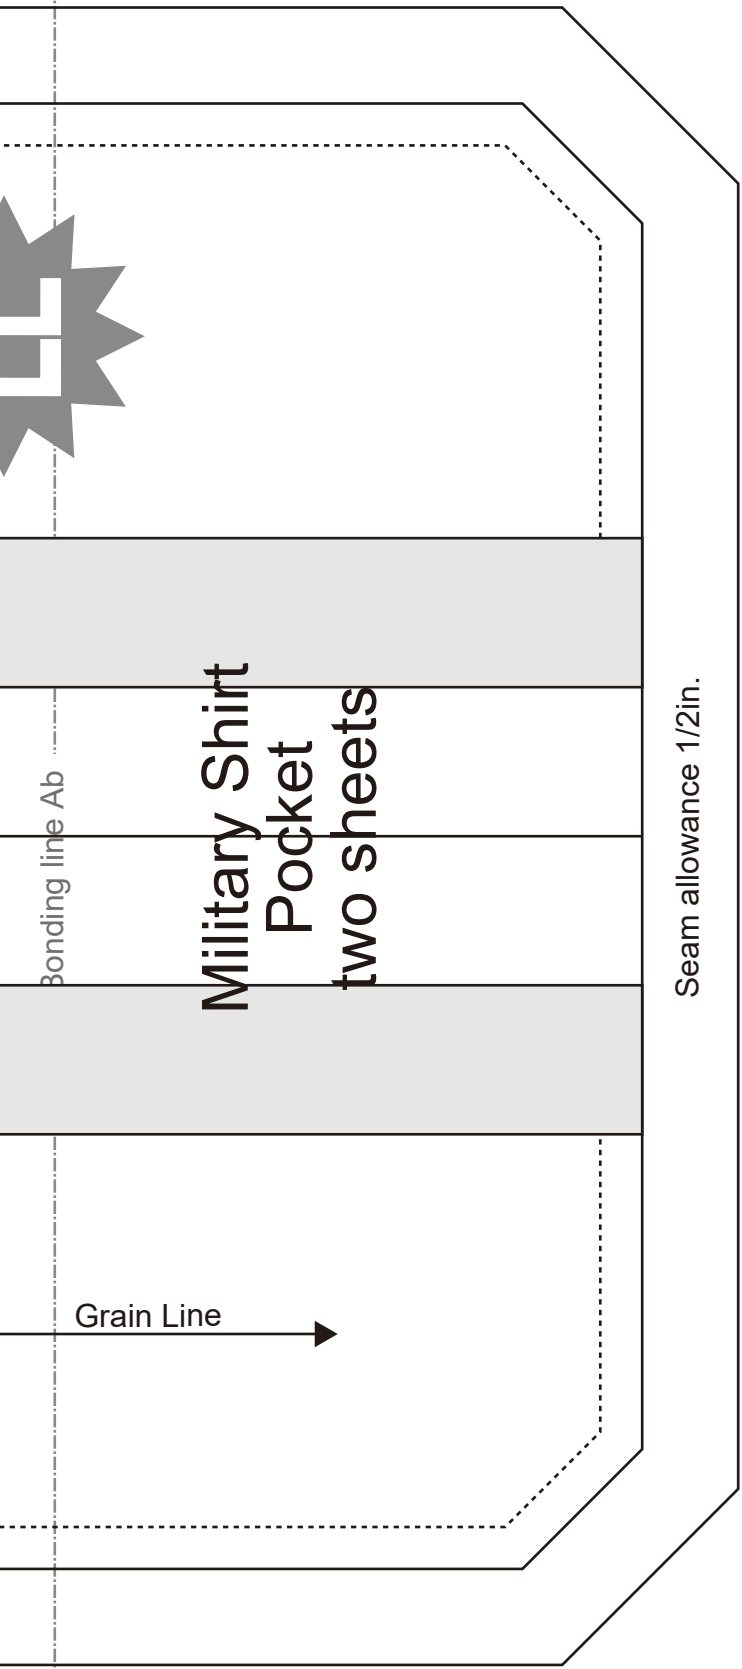 Military Shirt
Pocket
two sheets
Bonding line Ab
Seam allowance 1/2in.
Grain Line